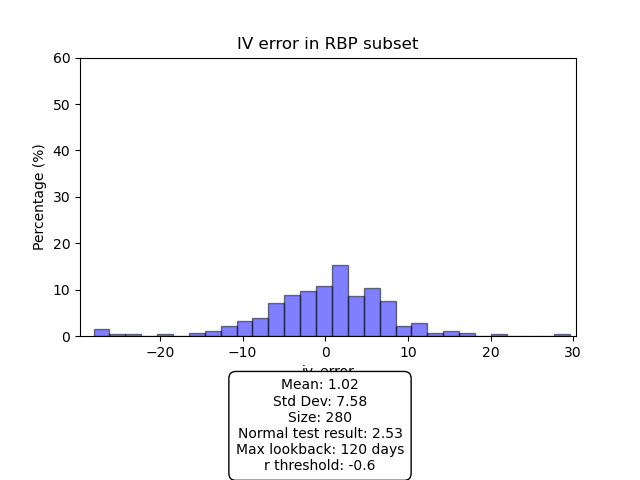 IV error in RBP subset
60
50
40
30
20
10
0
Percentage (%)
−20 −10 0 10 20 30
iv_error
Mean: 1.02
Std Dev: 7.58
Size: 280
Normal test result: 2.53
Max lookback: 120 days
r threshold: -0.6